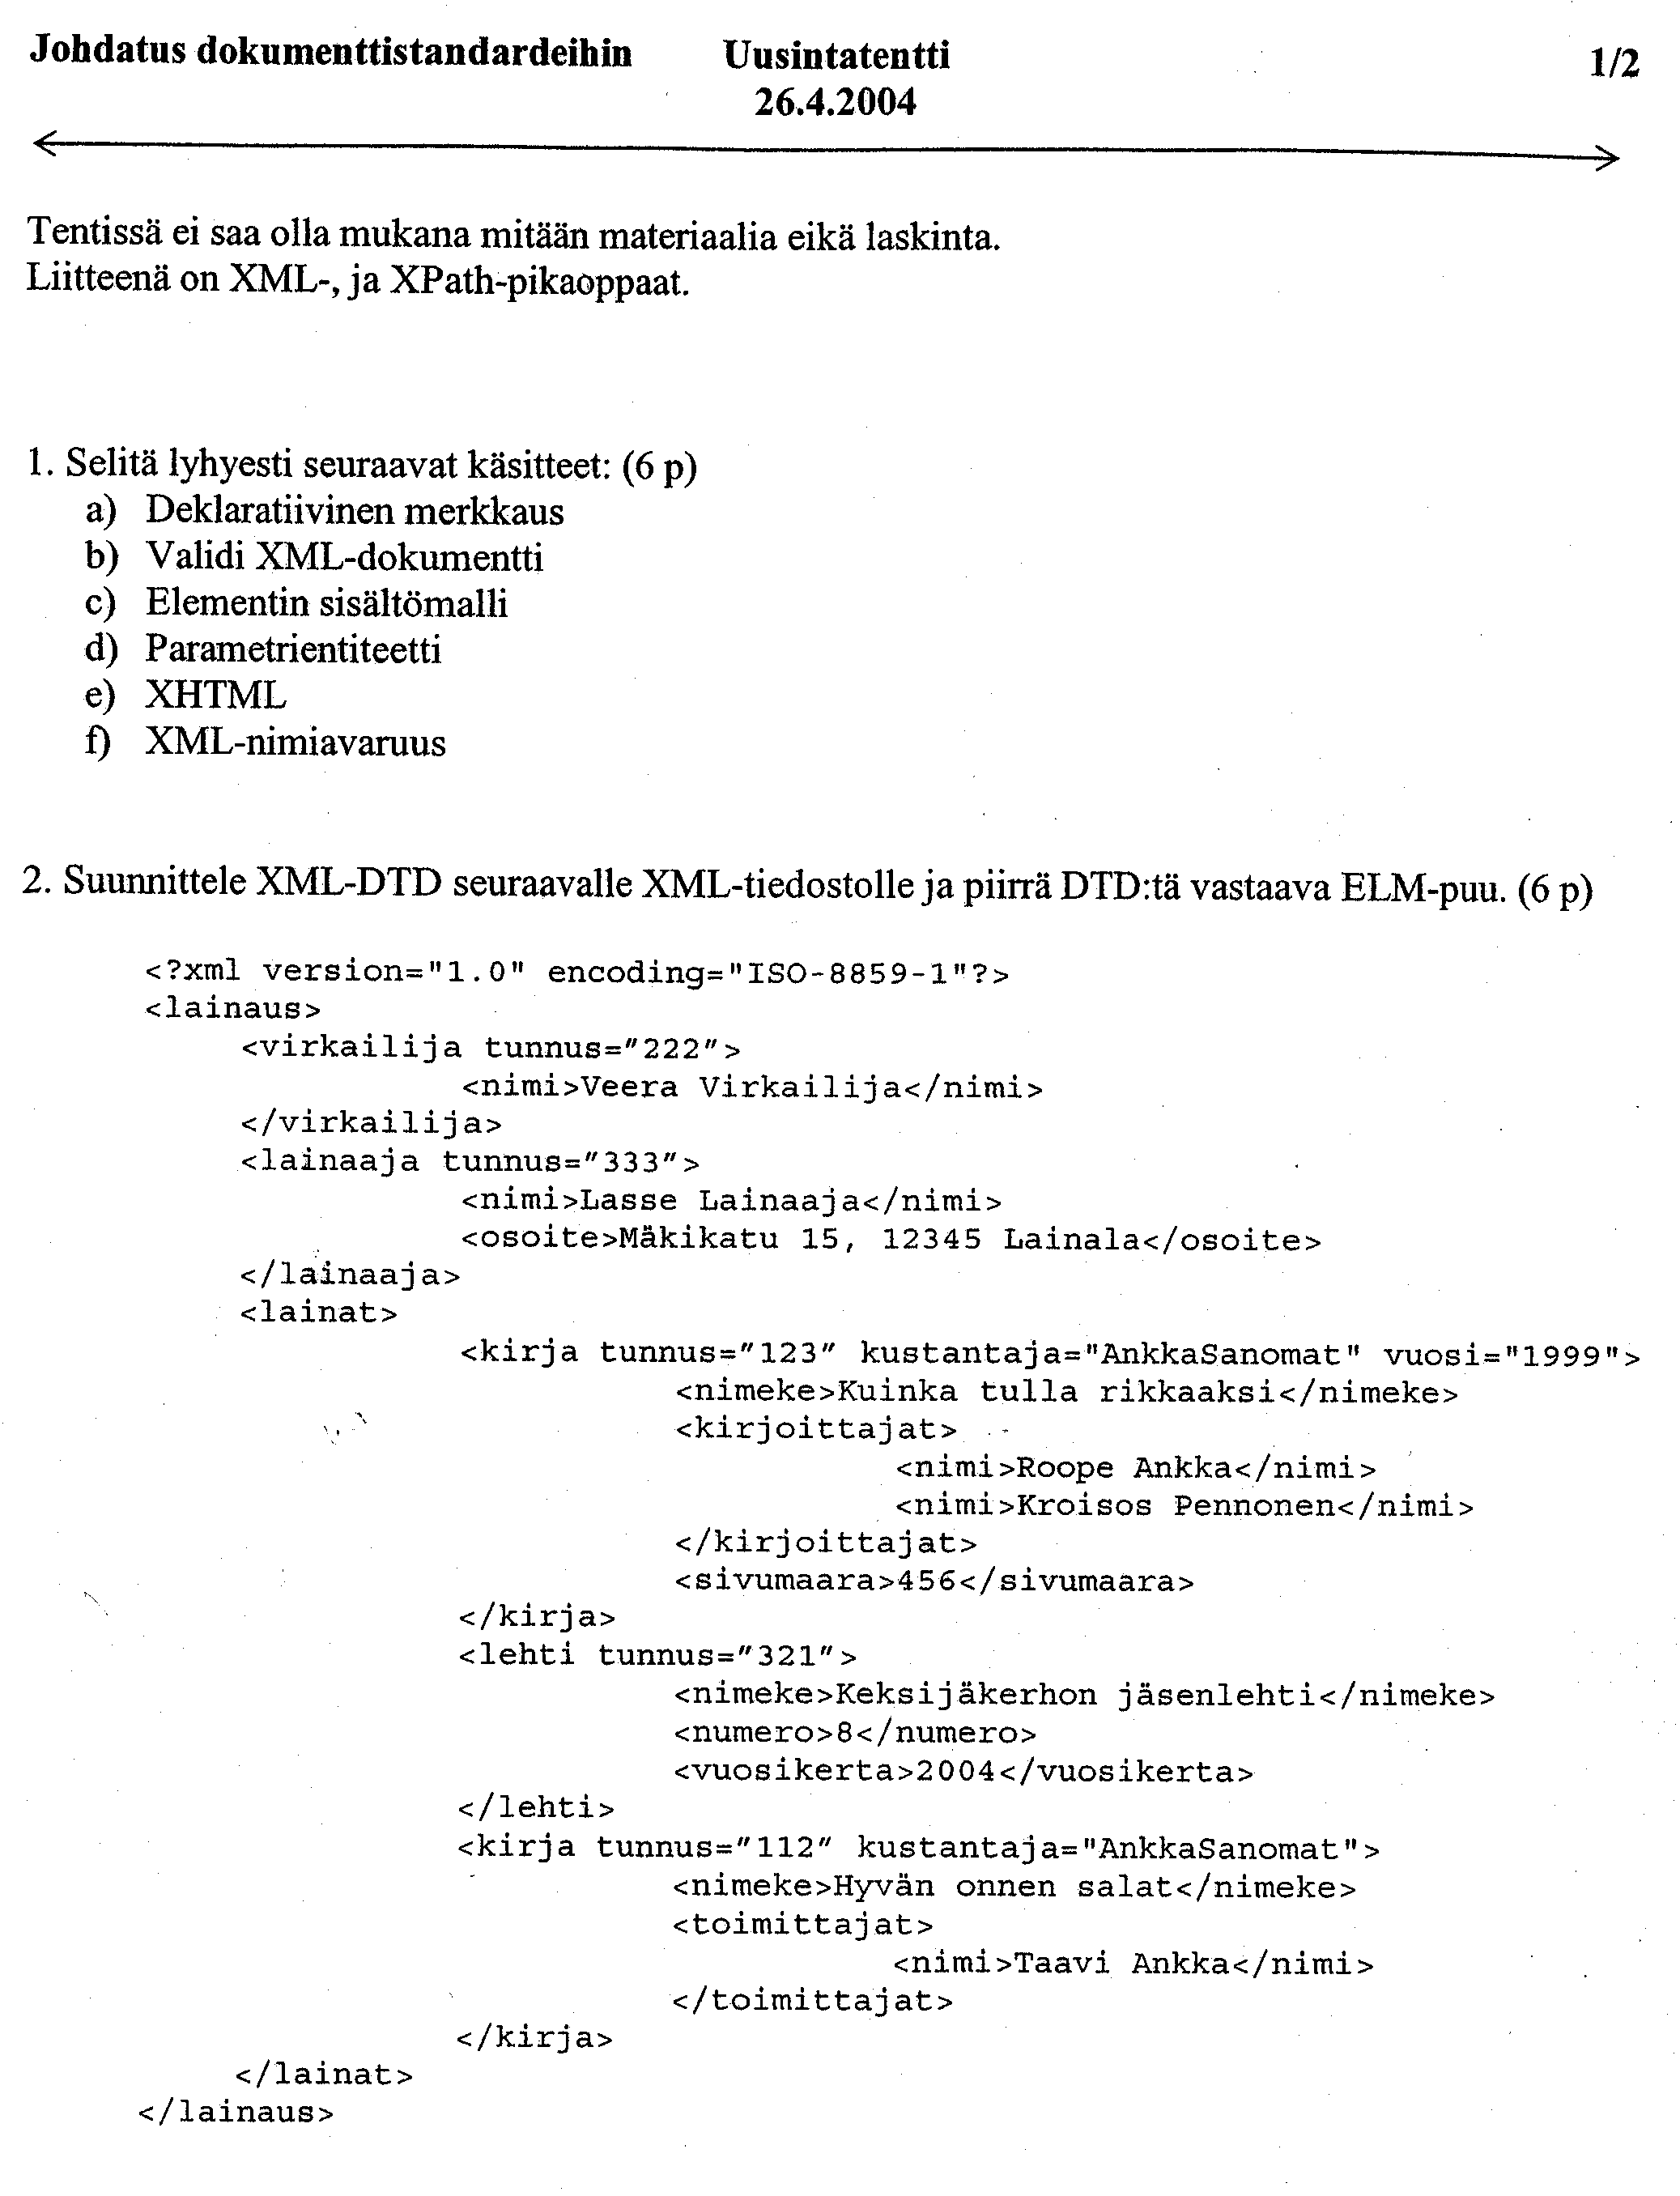 Johdatus dokumenttistandardeihin Uusintatentti 1/2
26.4.2004
Tentissä ei saa olla mukana mitään materiaalia eikä laskinta.
Liitteenä on XML-, ja XPath-pikaoppaat.
1. Selitä lyhyesti seuraavat käsitteet: (6 p)
a) Deklaratiivinen merkkaus
b) Validi XML-dokumentti
c) Elementin sisältömalli
d) Parametrientiteetti
e) XHTML
f) XML-nimiavaruus
2. Suunnittele XML-DTD seuraavalle XML-tiedostolle ja piirrä DTD:tä vastaava ELM-puu. (6 p)
<?xml version="1.0" encoding="ISO-8859-1"?>
<lainaus>
<virkailija tunnus="222">
<nimi>Veera Virkailija</nimi>
</virkailija>
<lainaaja tunnus="333">
<nimi>Lasse Lainaaja</nimi>
<osoite>Mäkikatu 15, 12345 Lainala</osoite>
</lainaaja>
<lainat>
<kirja tunnus="123" kustantaja="AnkkaSanomat" vuosi="1999">
<nimeke>Kuinka tulla rikkaaksi</nimeke>
<kirjoittajat>
<nimi>Roope Ankka</nimi>
<nimi>Kroisos Pennonen</nimi>
</kirjoittajat>
<sivumaara>456</sivumaara>
</kirja>
<lehti tunnus="321">
<nimeke>Keksijäkerhon jäsenlehti</nimeke>
<numero>8</numero>
<vuosikerta>2004</vuosikerta>
</lehti>
<kirja tunnus="112" kustantaja="AnkkaSanomat">
<nimeke>Hyvän onnen salat</nimeke>
<toimittajat>
<nimi>Taavi Ankka</nimi>
</toimittajat>
</kirja>
</lainat>
</lainaus>